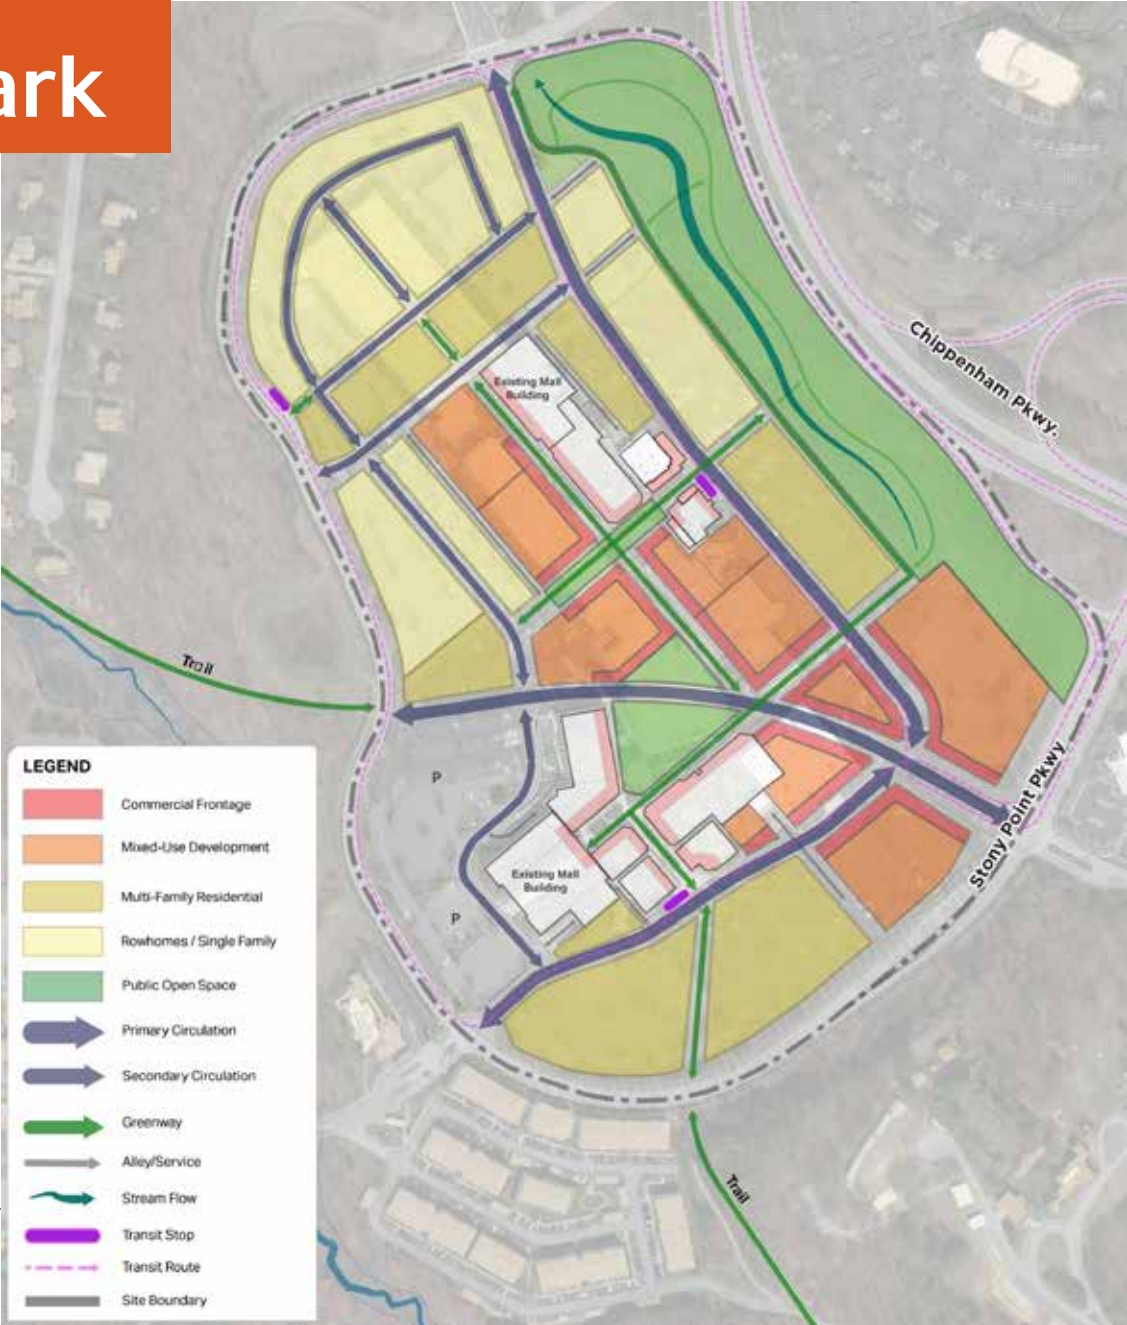 ark
Chippenham Pkwy.
Existing Mall
Building
Trail
P
Existing Mall
Building
P
Stony Point Pkwy
Trail
LEGEND
Commercial Frontage
Mixed-Use Development
Multi-Family Residential
Rowhomes / Single Family
Public Open Space
Primary Circulation
Secondary Circulation
Greenway
Alley/Service
Stream Flow
Transit Stop
Transit Route
Site Boundary